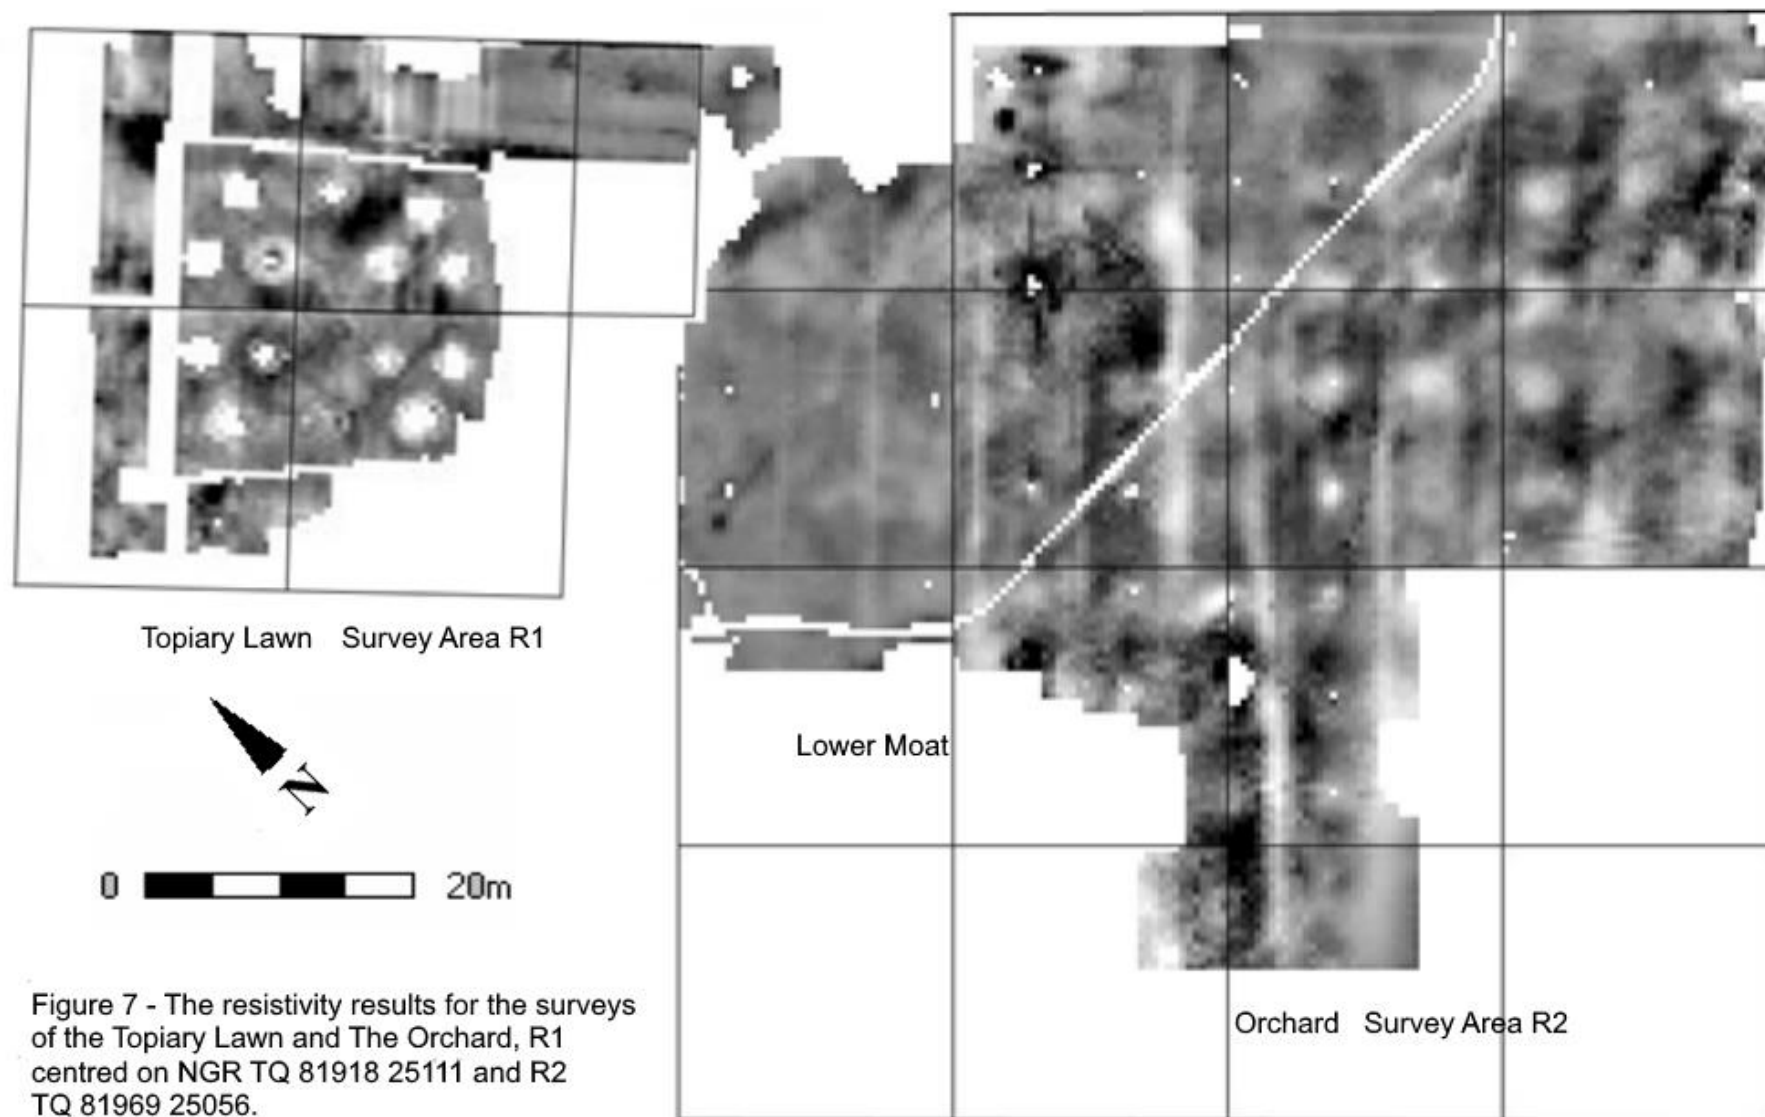 Topiary Lawn Survey Area R1
N
0 20m
Lower Moat
Orchard Survey Area R2
Figure 7 - The resistivity results for the surveys
of the Topiary Lawn and The Orchard, R1
centred on NGR TQ 81918 25111 and R2
TQ 81969 25056.